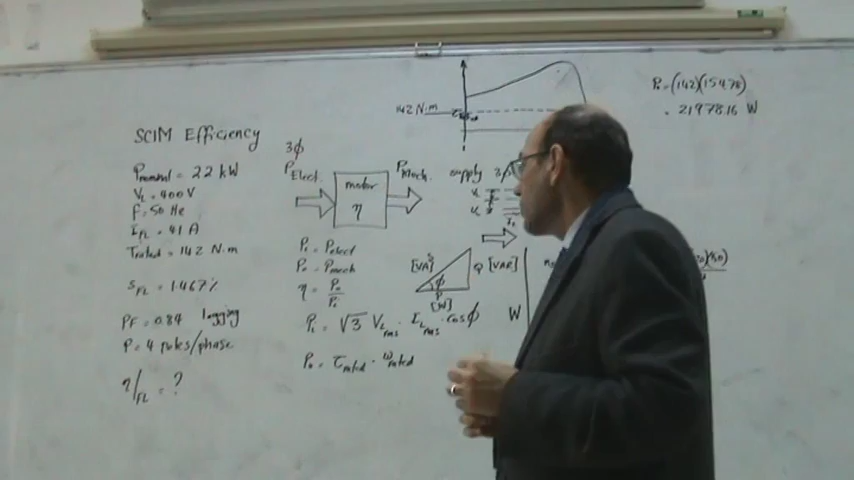 SCIM Efficiency
Pnominal = 22 kW
VL = 400 V
F = 50 Hz
IFL = 41 A
Trated = 142 N.m
SFL = 1.467%
PF = 0.84 lagging
P = 4 poles/phase
η/FL = ?
3ϕ
PElect.
motor
η
PMech.
Pi = Pelect
Po = Pmech
η = Po/Pi
Pi = √3 VLrms . ILrms . cosϕ
Po = τrated . ωrated
142 N.m
supply 3ϕ
[VA]
ϕ
Q [VAR]
P
[W]
W
Po = (142)(154.78)
= 21978.16 W